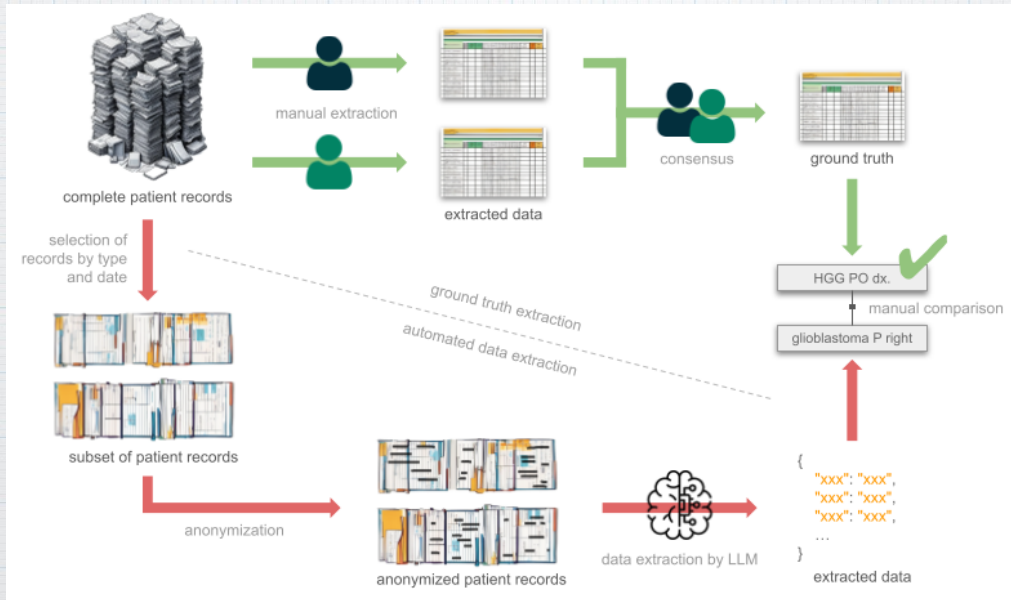 manual extraction
complete patient records
extracted data
consensus
ground truth
selection of
records by type
and date
ground truth extraction
automated data extraction
HGG PO dx.
manual comparison
glioblastoma P right
subset of patient records
anonymization
anonymized patient records
data extraction by LLM
{
"xxx": "xxx",
"xxx": "xxx",
"xxx": "xxx",
...
}
extracted data